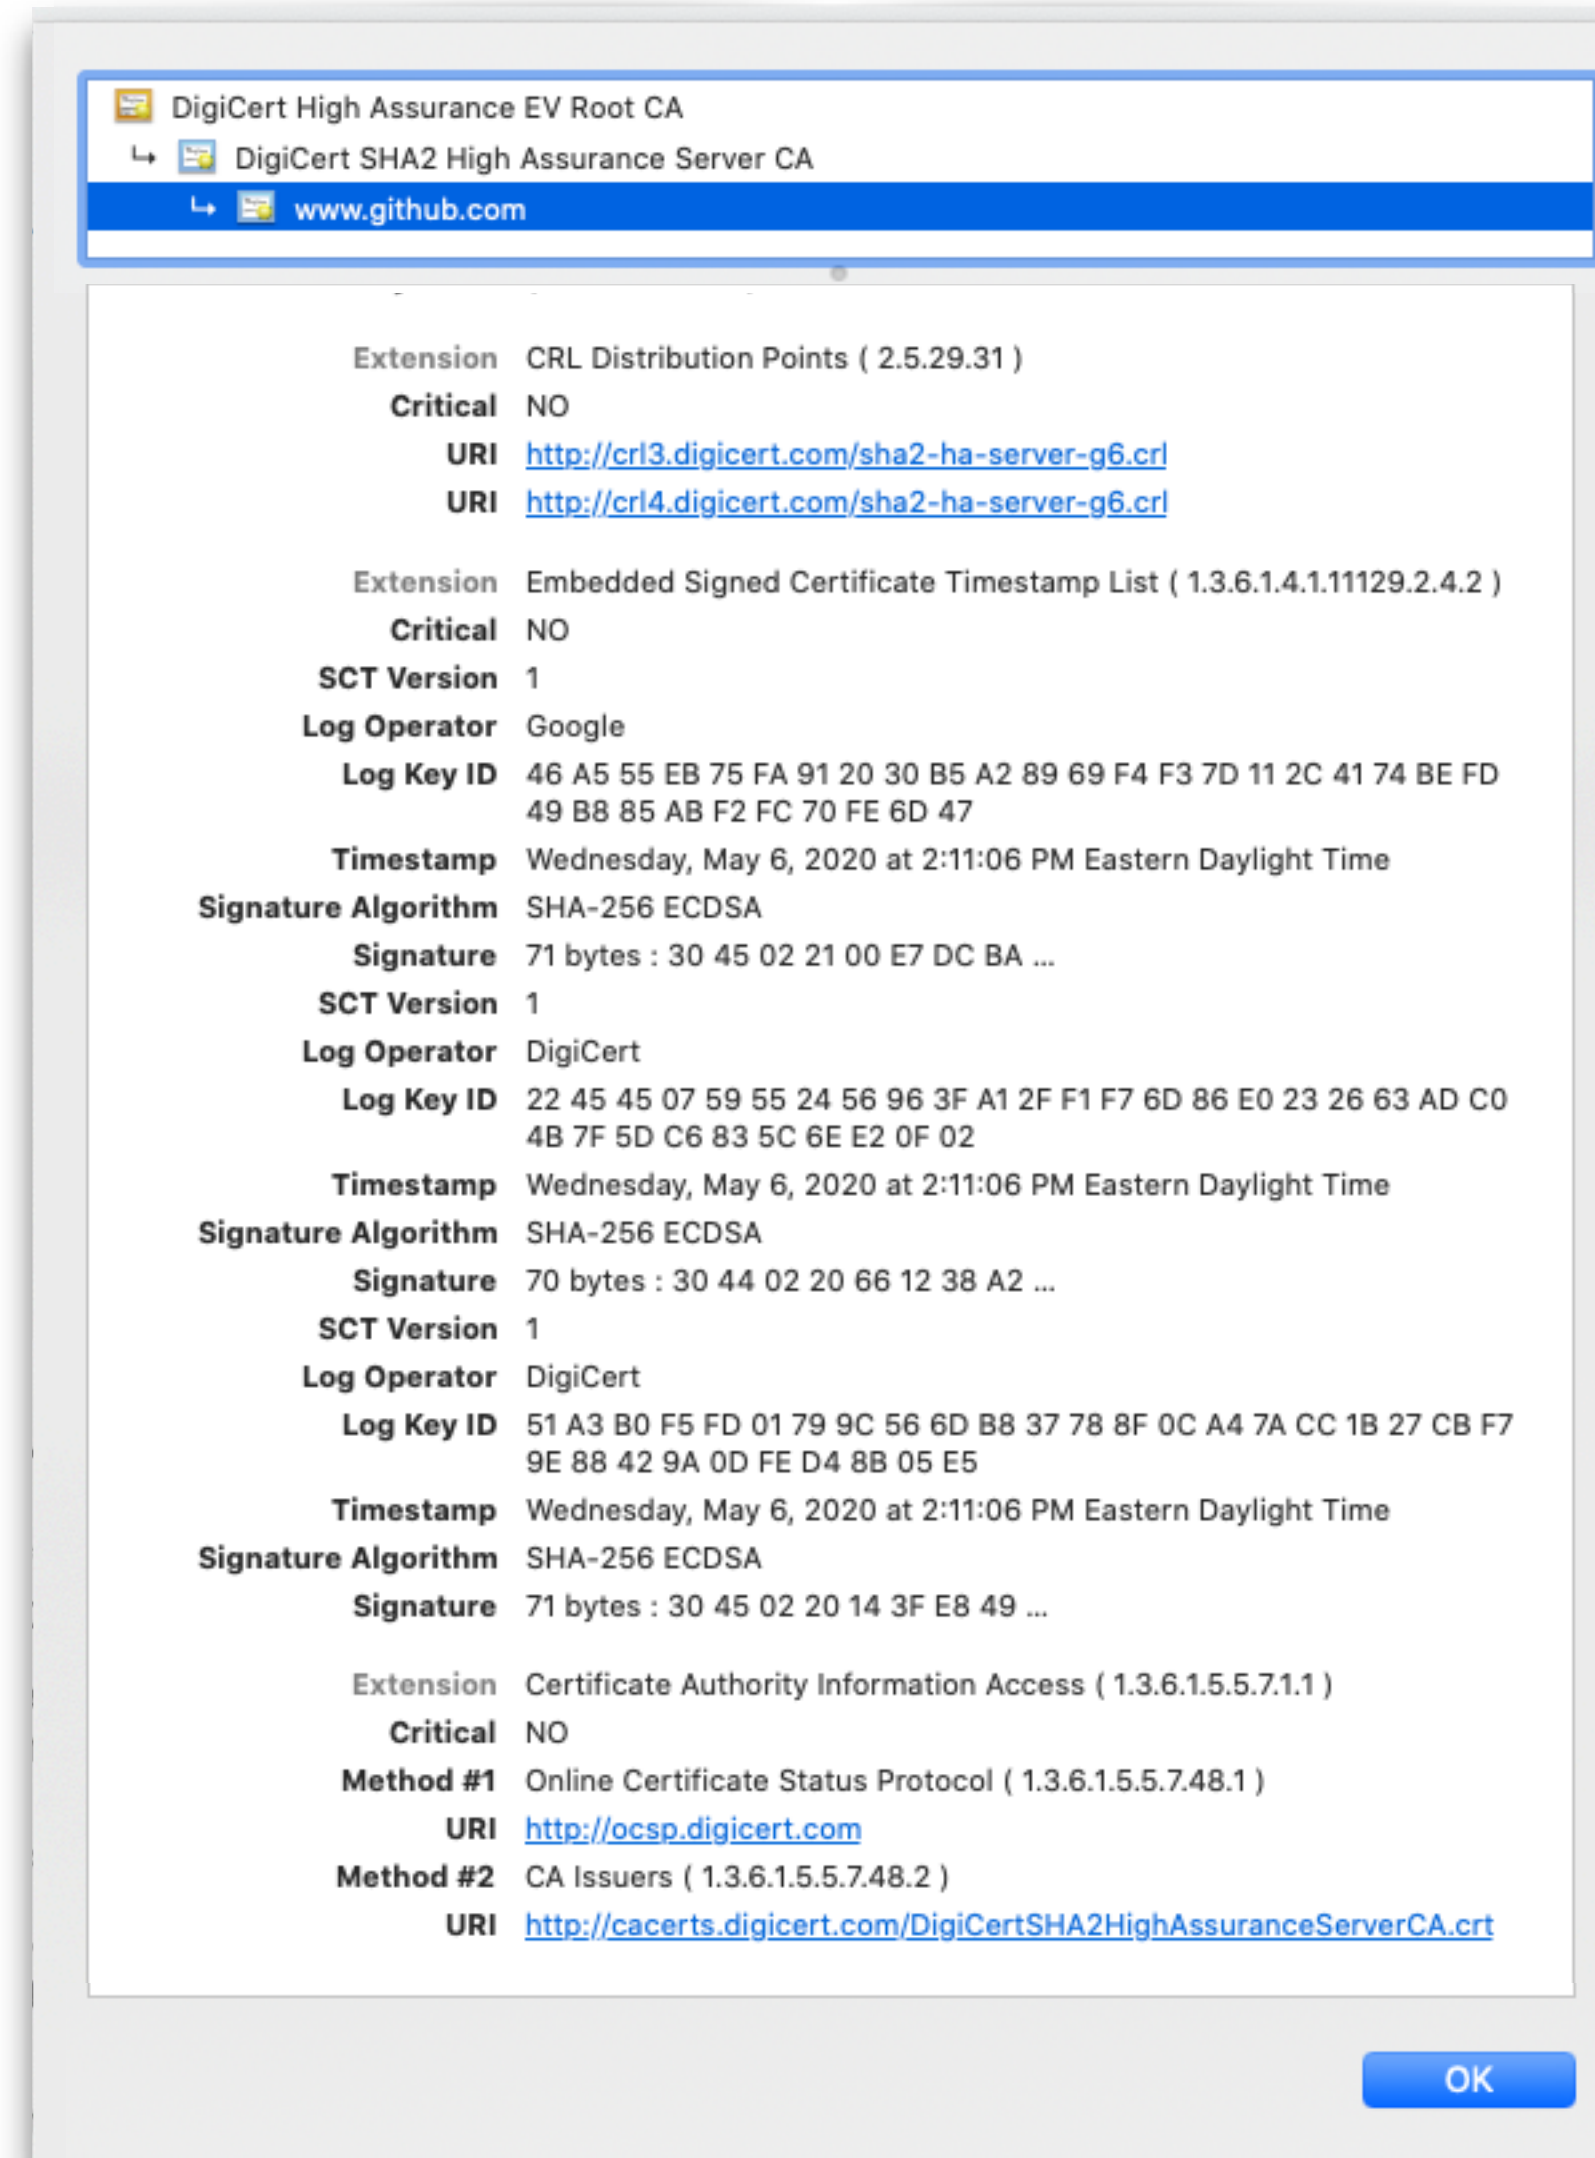 DigiCert High Assurance EV Root CA
DigiCert SHA2 High Assurance Server CA
www.github.com
Extension CRL Distribution Points ( 2.5.29.31 )
Critical NO
URI http://crl3.digicert.com/sha2-ha-server-g6.crl
URI http://crl4.digicert.com/sha2-ha-server-g6.crl
Extension Embedded Signed Certificate Timestamp List ( 1.3.6.1.4.1.11129.2.4.2 )
Critical NO
SCT Version 1
Log Operator Google
Log Key ID 46 A5 55 EB 75 FA 91 20 30 B5 A2 89 69 F4 F3 7D 11 2C 41 74 BE FD
49 B8 85 AB F2 FC 70 FE 6D 47
Timestamp Wednesday, May 6, 2020 at 2:11:06 PM Eastern Daylight Time
Signature Algorithm SHA-256 ECDSA
Signature 71 bytes : 30 45 02 21 00 E7 DC BA ...
SCT Version 1
Log Operator DigiCert
Log Key ID 22 45 45 07 59 55 24 56 96 3F A1 2F F1 F7 6D 86 E0 23 26 63 AD C0
4B 7F 5D C6 83 5C 6E E2 0F 02
Timestamp Wednesday, May 6, 2020 at 2:11:06 PM Eastern Daylight Time
Signature Algorithm SHA-256 ECDSA
Signature 70 bytes : 30 44 02 20 66 12 38 A2 ...
SCT Version 1
Log Operator DigiCert
Log Key ID 51 A3 B0 F5 FD 01 79 9C 56 6D B8 37 78 8F 0C A4 7A CC 1B 27 CB F7
9E 88 42 9A 0D FE D4 8B 05 E5
Timestamp Wednesday, May 6, 2020 at 2:11:06 PM Eastern Daylight Time
Signature Algorithm SHA-256 ECDSA
Signature 71 bytes : 30 45 02 20 14 3F E8 49 ...
Extension Certificate Authority Information Access ( 1.3.6.1.5.5.7.1.1 )
Critical NO
Method #1 Online Certificate Status Protocol ( 1.3.6.1.5.5.7.48.1 )
URI http://ocsp.digicert.com
Method #2 CA Issuers ( 1.3.6.1.5.5.7.48.2 )
URI http://cacerts.digicert.com/DigiCertSHA2HighAssuranceServerCA.crt
OK